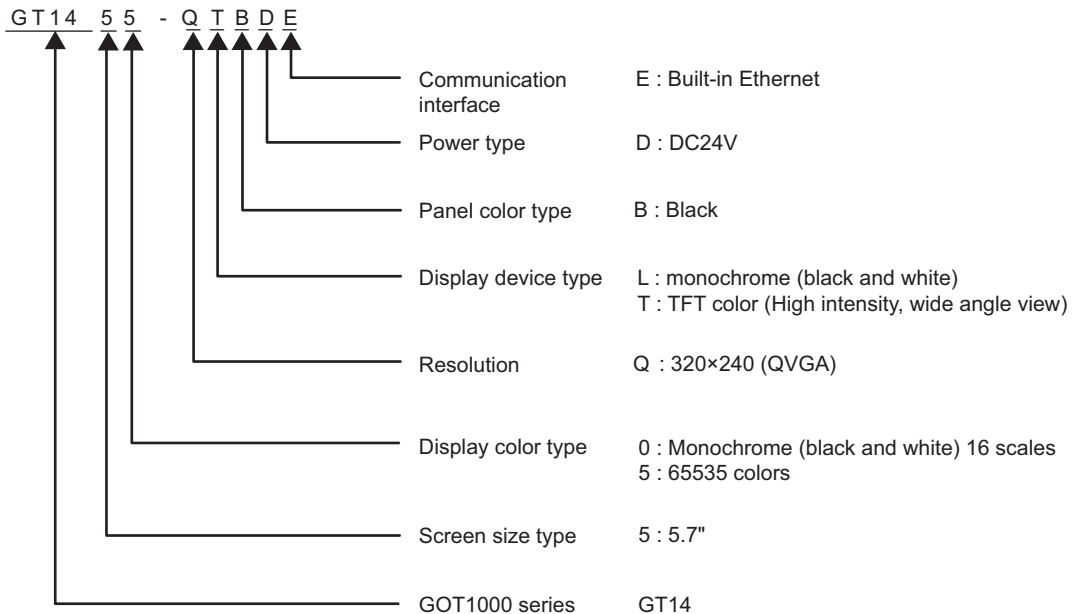 GT14 5 5 - Q T B D E
Communication interface E : Built-in Ethernet
Power type D : DC24V
Panel color type B : Black
Display device type L : monochrome (black and white)
T : TFT color (High intensity, wide angle view)
Resolution Q : 320×240 (QVGA)
Display color type 0 : Monochrome (black and white) 16 scales
5 : 65535 colors
Screen size type 5 : 5.7"
GOT1000 series GT14